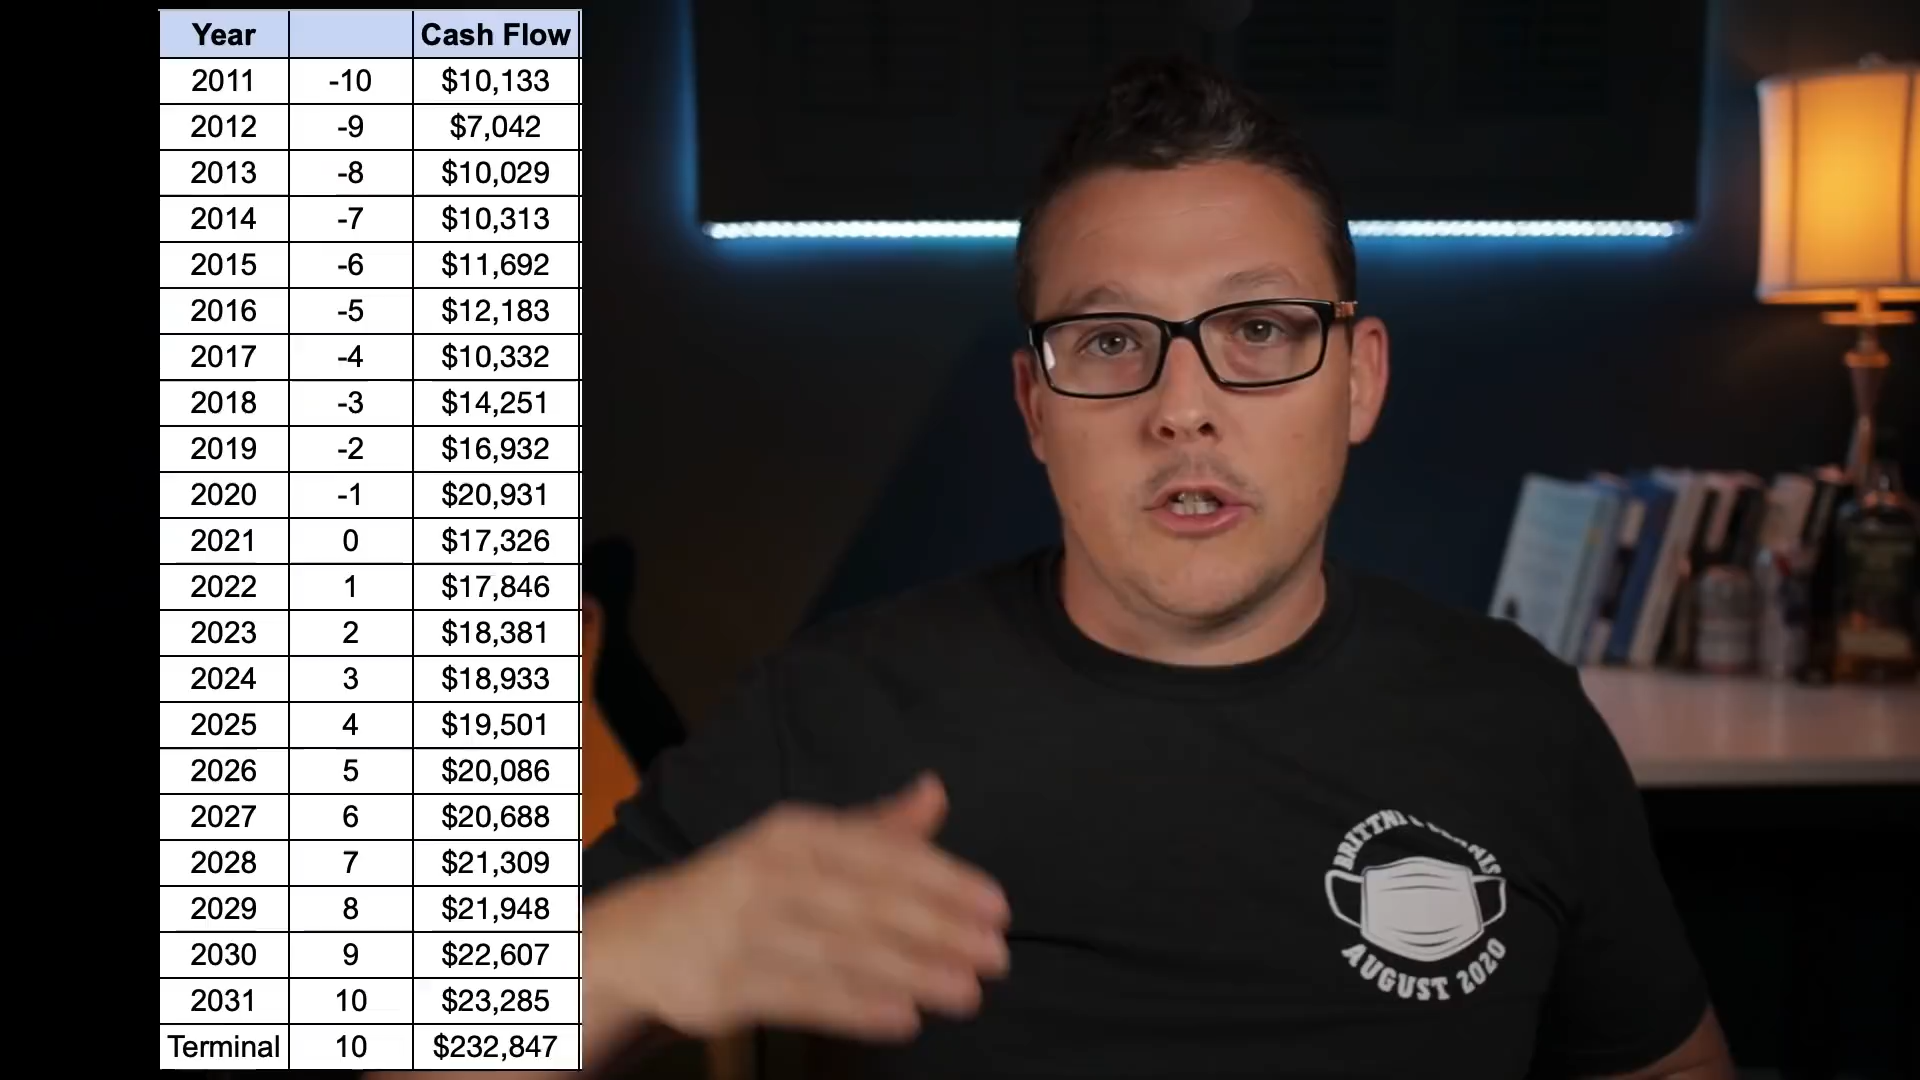 Year Cash Flow
2011 -10 $10,133
2012 -9 $7,042
2013 -8 $10,029
2014 -7 $10,313
2015 -6 $11,692
2016 -5 $12,183
2017 -4 $10,332
2018 -3 $14,251
2019 -2 $16,932
2020 -1 $20,931
2021 0 $17,326
2022 1 $17,846
2023 2 $18,381
2024 3 $18,933
2025 4 $19,501
2026 5 $20,086
2027 6 $20,688
2028 7 $21,309
2029 8 $21,948
2030 9 $22,607
2031 10 $23,285
Terminal 10 $232,847
AUGUST 2020